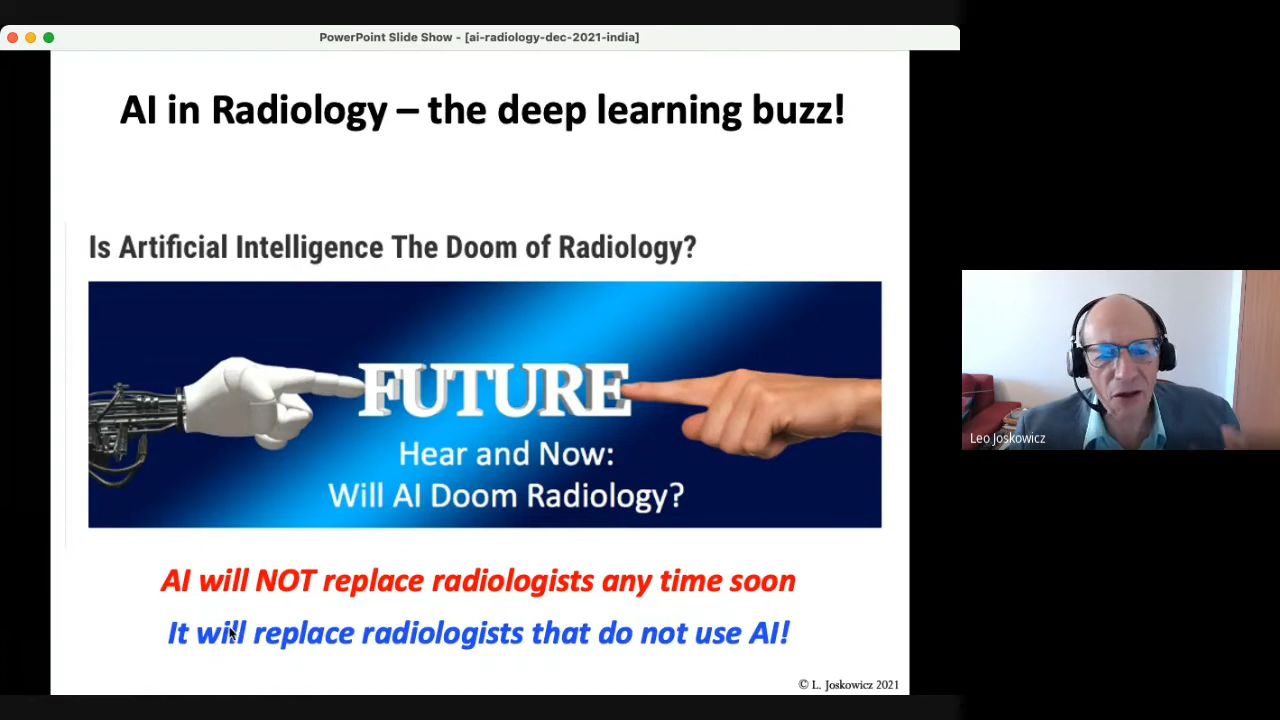 PowerPoint Slide Show - [ai-radiology-dec-2021-india]
AI in Radiology – the deep learning buzz!
Is Artificial Intelligence The Doom of Radiology?
FUTURE
Hear and Now:
Will AI Doom Radiology?
AI will NOT replace radiologists any time soon
It will replace radiologists that do not use AI!
© L. Joskowicz 2021
Leo Joskowicz